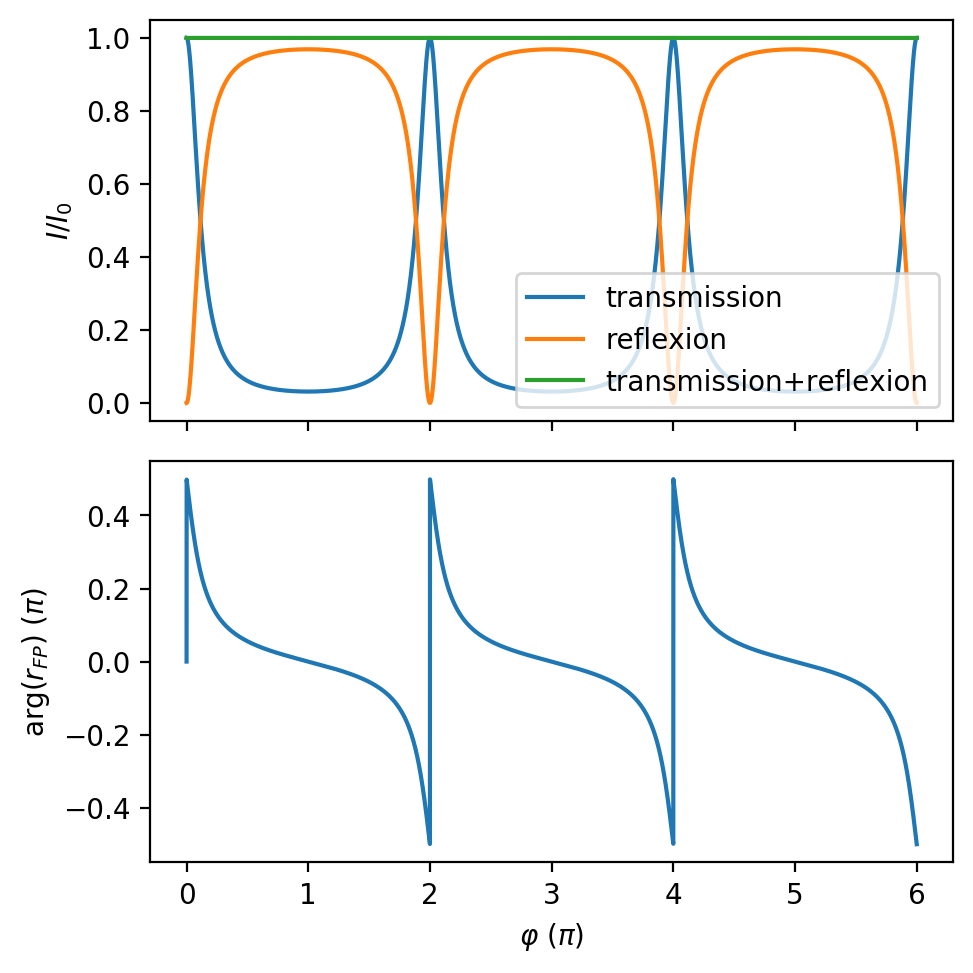 1.0
0.8
0.6
0.4
0.2
0.0
I/I0
transmission
reflexion
transmission+reflexion
0.4
0.2
0.0
−0.2
−0.4
arg(rFP) (π)
0 1 2 3 4 5 6
φ (π)